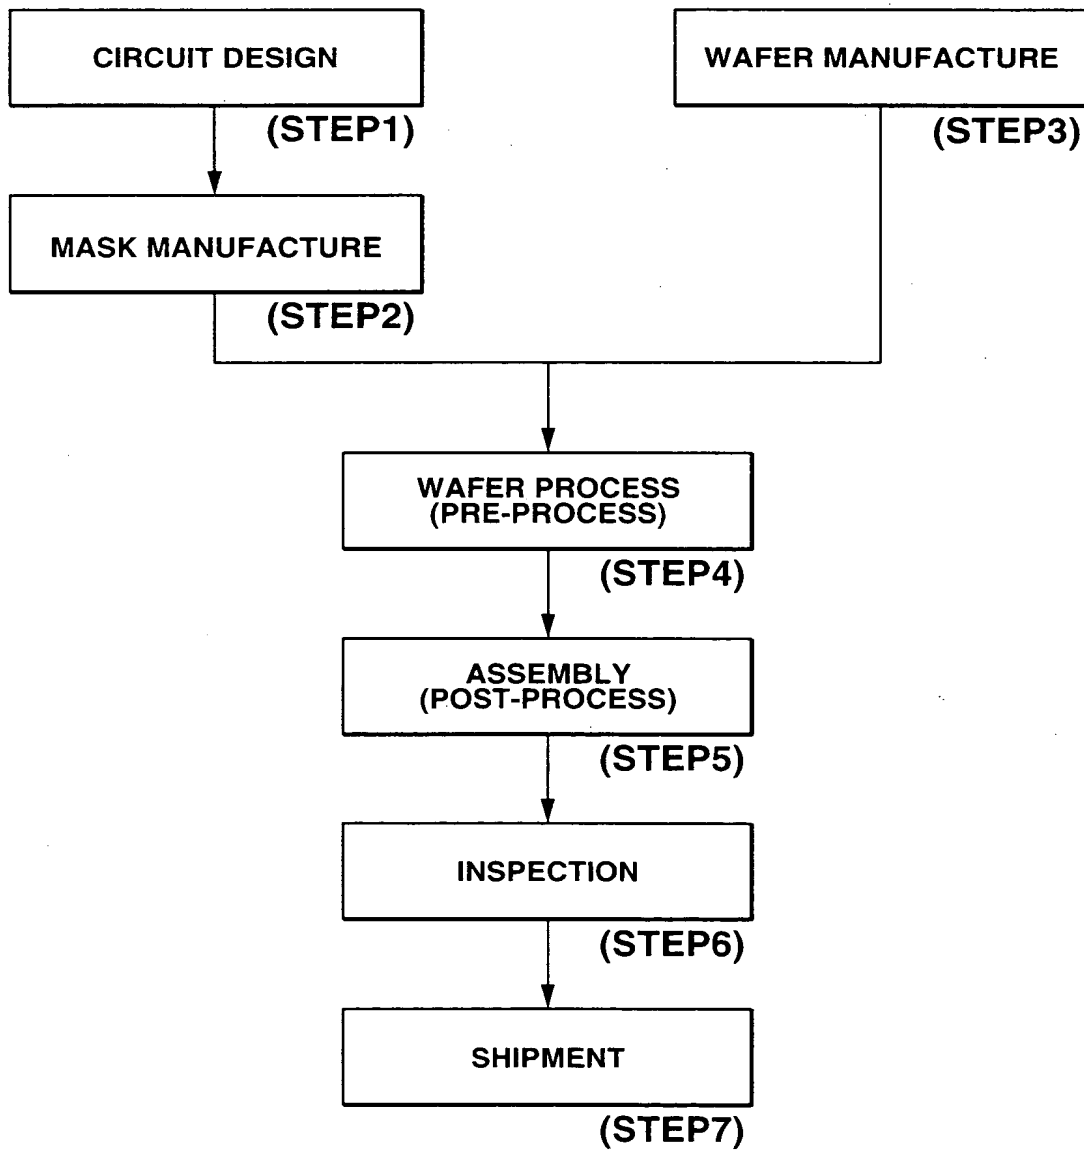 CIRCUIT DESIGN
(STEP1)
MASK MANUFACTURE
(STEP2)
WAFER MANUFACTURE
(STEP3)
WAFER PROCESS
(PRE-PROCESS)
(STEP4)
ASSEMBLY
(POST-PROCESS)
(STEP5)
INSPECTION
(STEP6)
SHIPMENT
(STEP7)